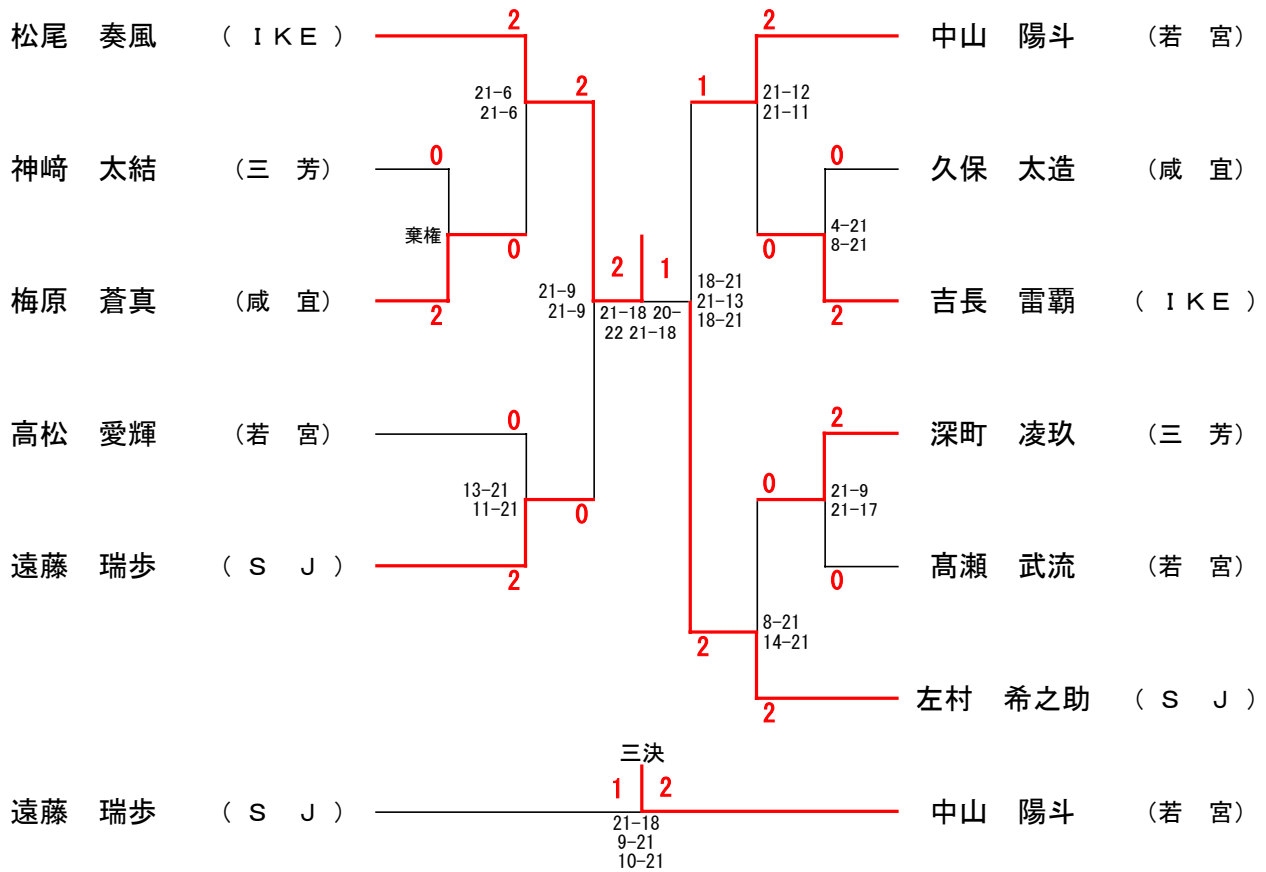 松尾　奏風　（ＩＫＥ）
2
21-6
21-6
2
神﨑　太結　（三　芳）
0
棄権
0
梅原　蒼真　（咸　宜）
2
21-9
21-9
高松　愛輝　（若　宮）
0
13-21
11-21
0
遠藤　瑞歩　（Ｓ　Ｊ）
2
2
1
21-18 20-
22 21-18
中山　陽斗　（若　宮）
2
1
21-12
21-11
久保　太造　（咸　宜）
0
4-21
8-21
0
吉長　雷覇　（ＩＫＥ）
2
18-21
21-13
18-21
深町　凌玖　（三　芳）
2
0
21-9
21-17
髙瀬　武流　（若　宮）
0
8-21
14-21
2
左村　希之助　（Ｓ　Ｊ）
2
三決
遠藤　瑞歩　（Ｓ　Ｊ）
1
2
21-18
9-21
10-21
中山　陽斗　（若　宮）